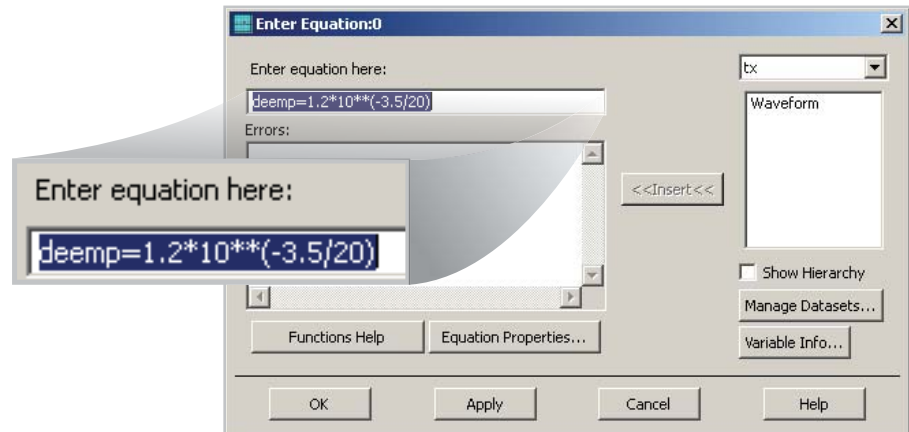 Enter Equation:0
Enter equation here:
deemp=1.2*10**(-3.5/20)
Errors:
tx
Waveform
<<Insert<<
Enter equation here:
deemp=1.2*10**(-3.5/20)
Show Hierarchy
Manage Datasets...
Variable Info...
Functions Help
Equation Properties...
OK
Apply
Cancel
Help